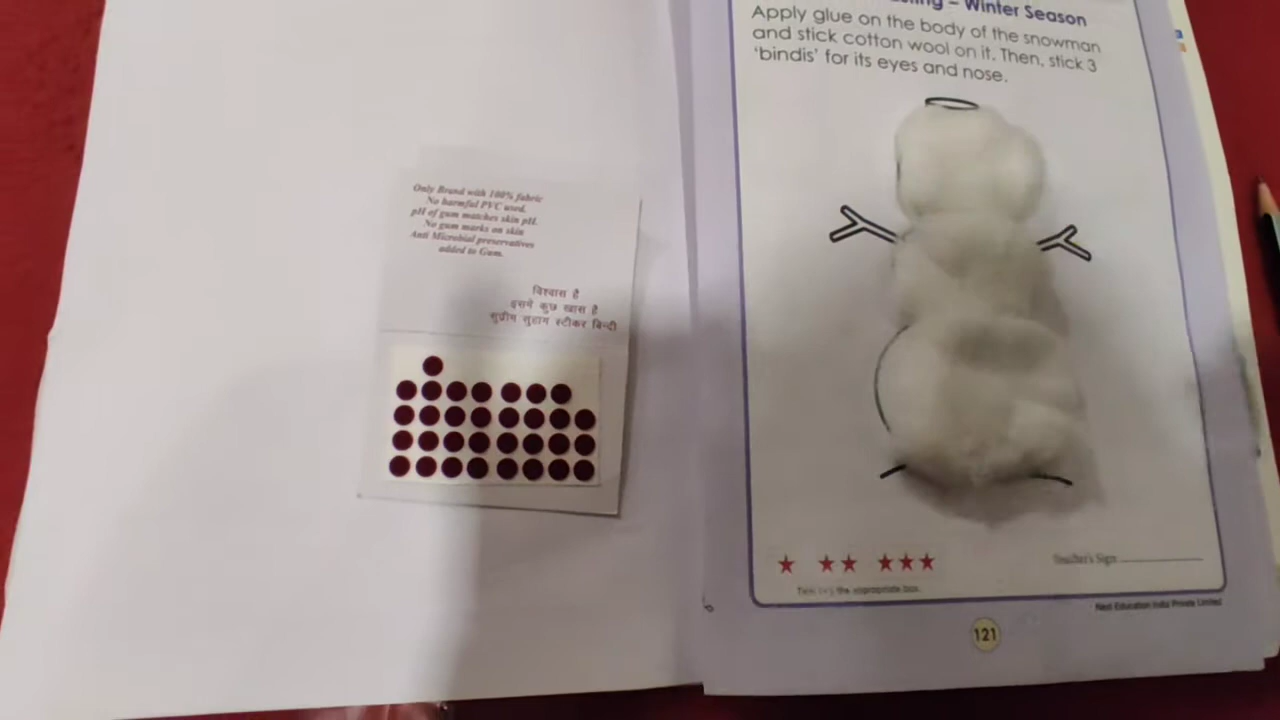 Only Brand with 100% fabric
No harmful PVC used.
pH of gum matches skin pH.
No gum marks on skin
Anti Microbial preservatives
added to Gum.
विश्वास है
इसमें कुछ खास है
सुप्रीम सुहाग स्टीकर बिन्दी
– Winter Season
Apply glue on the body of the snowman
and stick cotton wool on it. Then, stick 3
‘bindis’ for its eyes and nose.
Teacher's Sign
the appropriate box.
Next Education India Private Limited
121